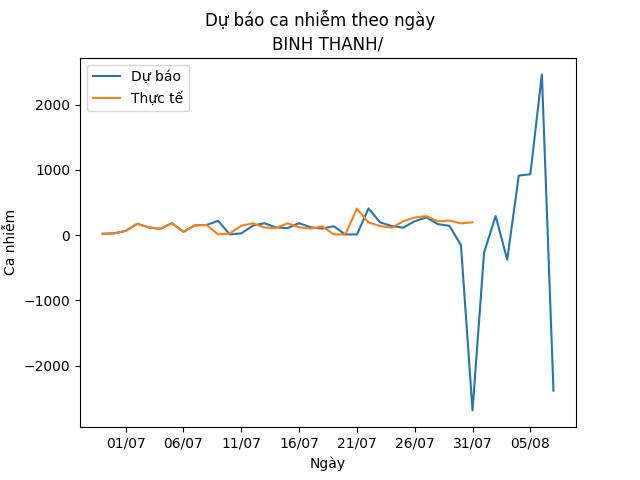 Dự báo ca nhiễm theo ngày
BINH THANH/
Dự báo
Thực tế
Ca nhiễm
2000
1000
0
−1000
−2000
01/07
06/07
11/07
16/07
21/07
26/07
31/07
05/08
Ngày